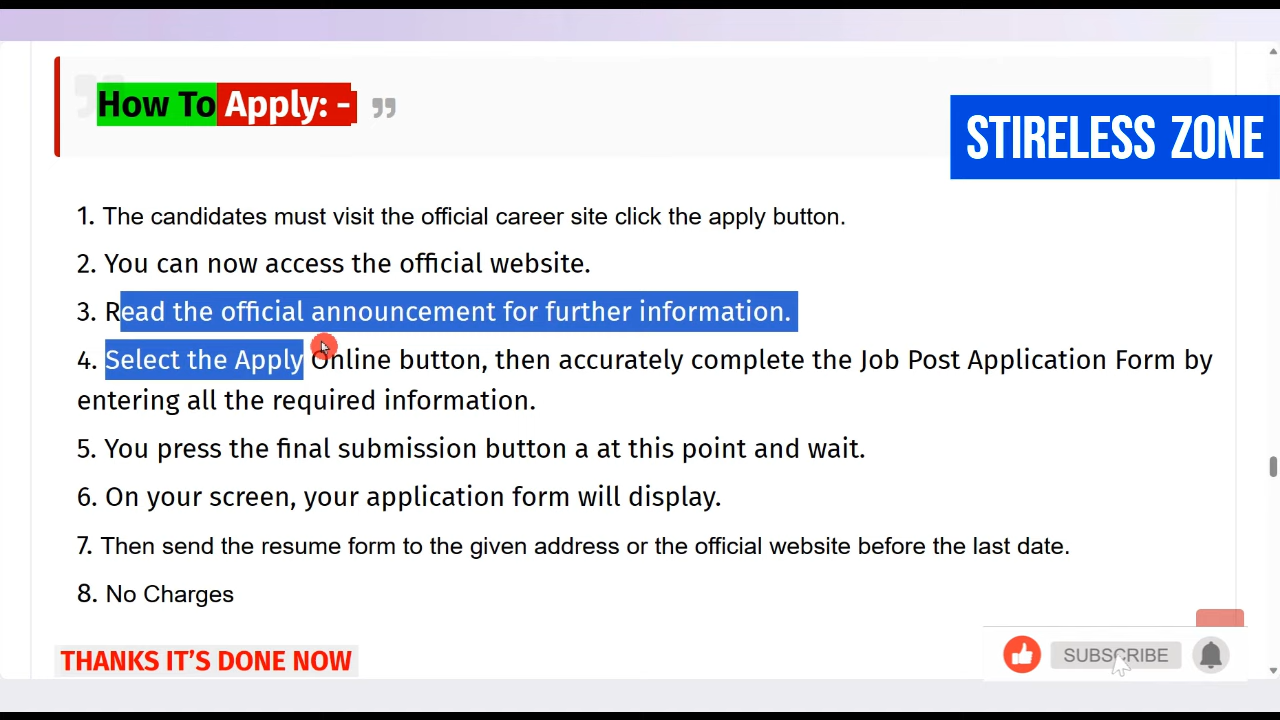 How To Apply: - ”
STIRELESS ZONE
1. The candidates must visit the official career site click the apply button.
2. You can now access the official website.
3. Read the official announcement for further information.
4. Select the Apply Online button, then accurately complete the Job Post Application Form by
entering all the required information.
5. You press the final submission button a at this point and wait.
6. On your screen, your application form will display.
7. Then send the resume form to the given address or the official website before the last date.
8. No Charges
THANKS IT’S DONE NOW
SUBSCRIBE